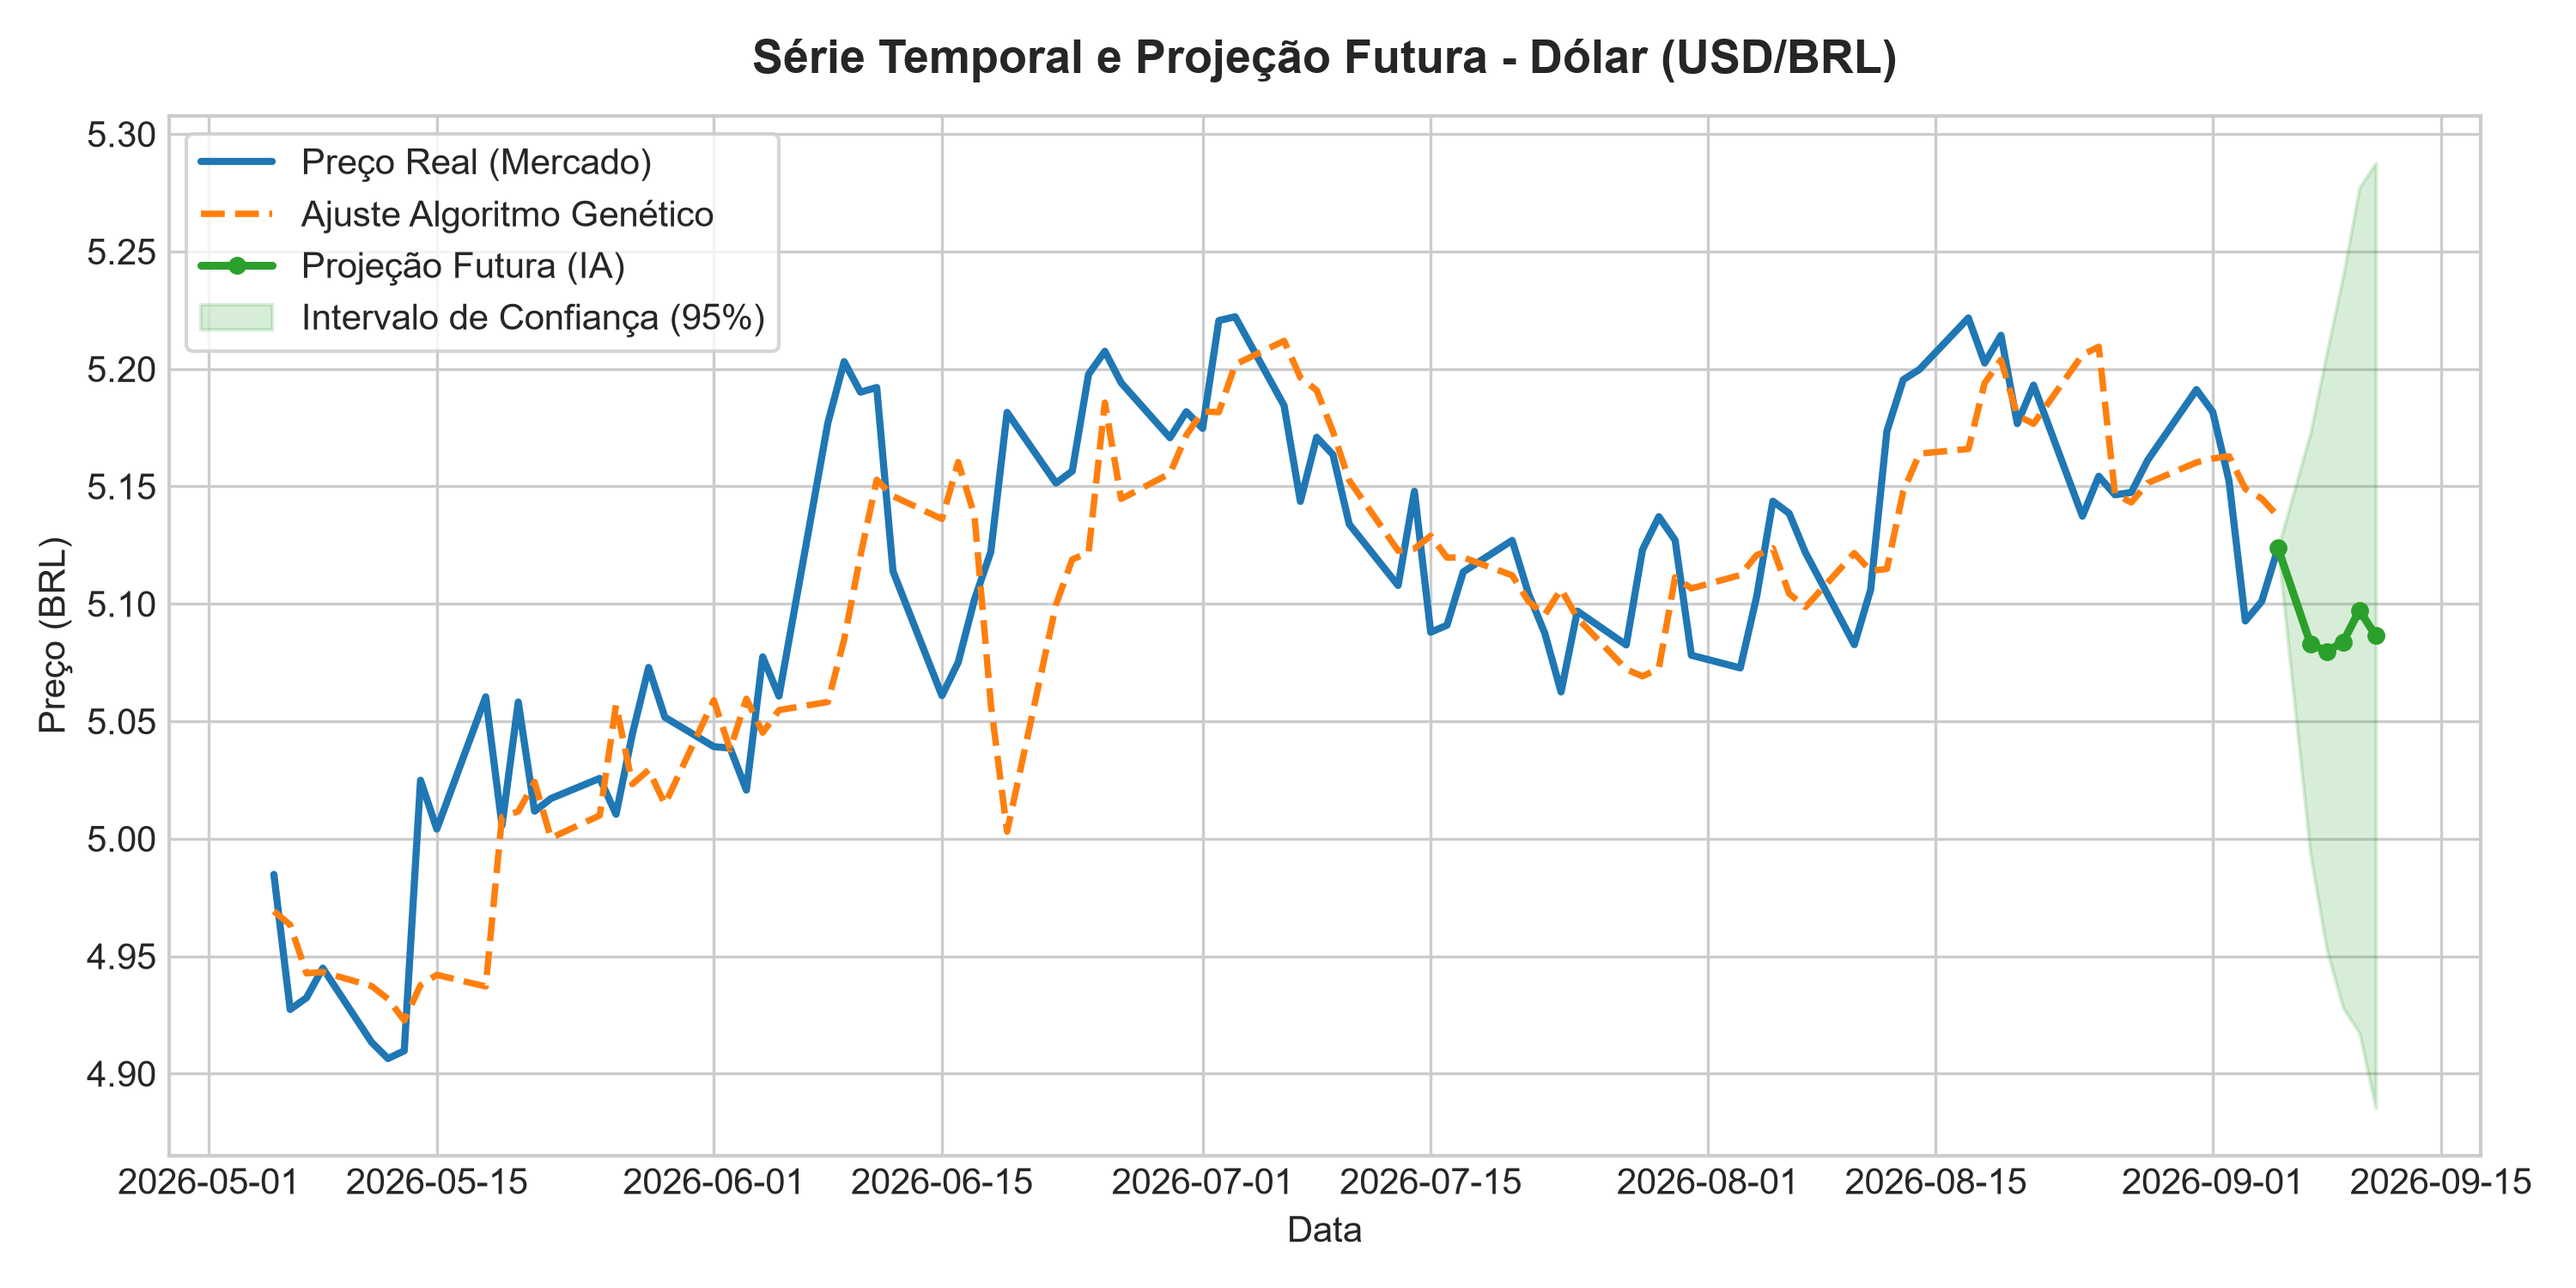 Série Temporal e Projeção Futura - Dólar (USD/BRL)
Preço Real (Mercado)
Ajuste Algoritmo Genético
Projeção Futura (IA)
Intervalo de Confiança (95%)
Preço (BRL)
5.30
5.25
5.20
5.15
5.10
5.05
5.00
4.95
4.90
2026-05-01
2026-05-15
2026-06-01
2026-06-15
2026-07-01
2026-07-15
2026-08-01
2026-08-15
2026-09-01
2026-09-15
Data